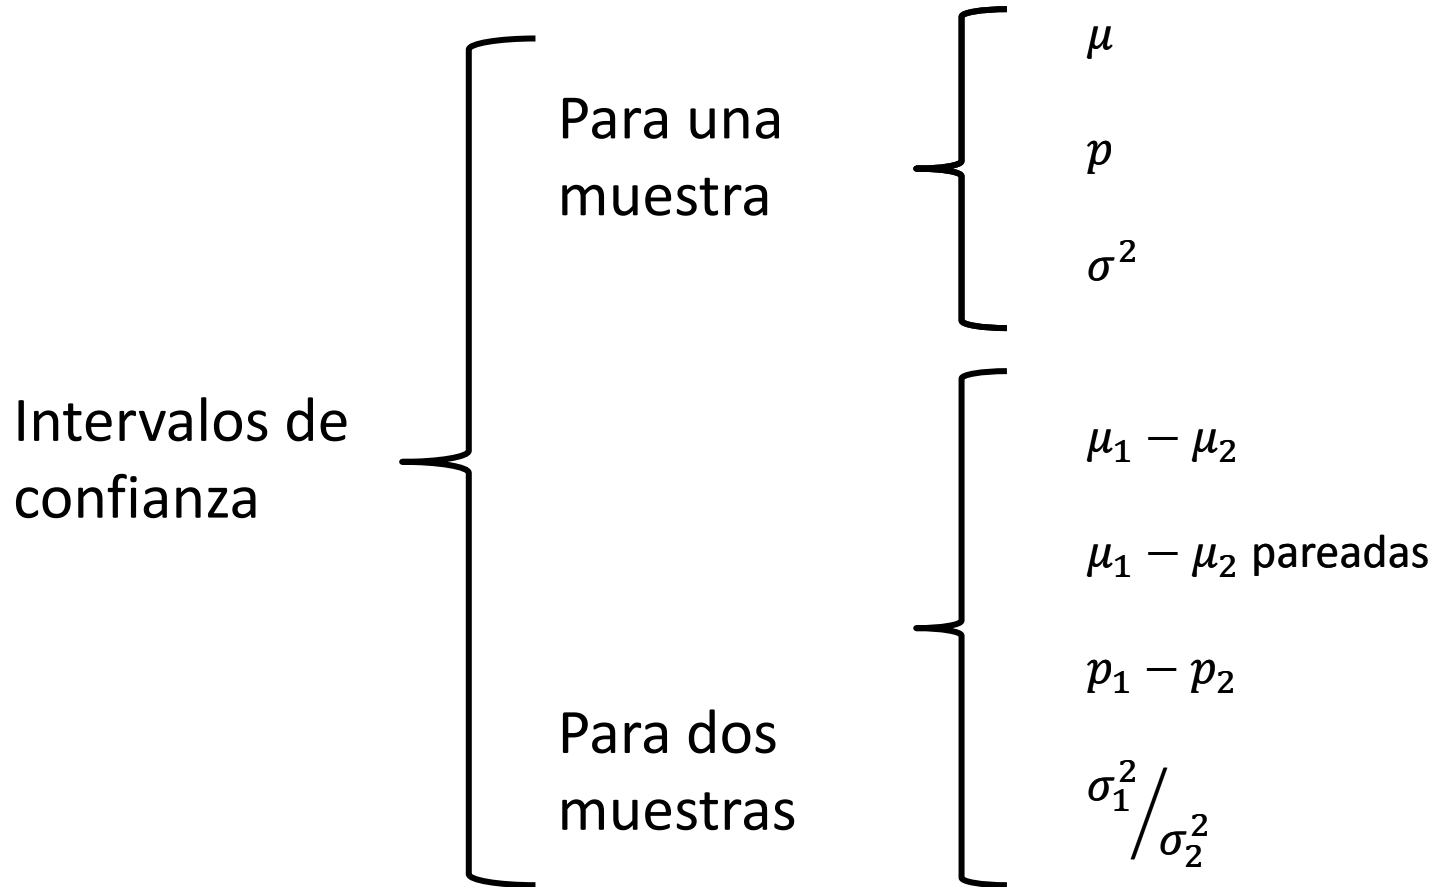 Intervalos de
confianza
Para una
muestra
μ
p
σ²
Para dos
muestras
μ₁ − μ₂
μ₁ − μ₂ pareadas
p₁ − p₂
σ₁²/σ₂²